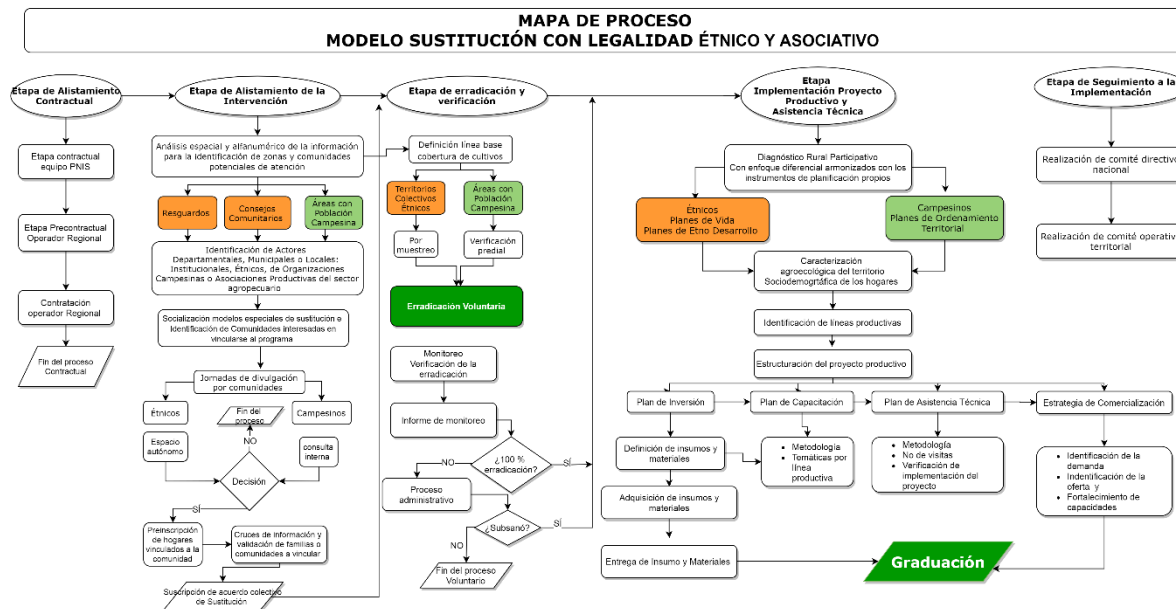 MAPA DE PROCESO
MODELO SUSTITUCIÓN CON LEGALIDAD ÉTNICO Y ASOCIATIVO
Etapa de Alistamiento
Contractual
Etapa contractual
equipo PNIS
Etapa Precontractual
Operador Regional
Contratación
operador Regional
Fin del proceso
Contractual
Etapa de Alistamiento de la
Intervención
Análisis espacial y alfanumérico de la información
para la identificación de zonas y comunidades
potenciales de atención
Resguardos
Consejos
Comunitarios
Áreas con
Población
Campesina
Identificación de Actores
Departamentales, Municipales o Locales:
Institucionales, Étnicos, de Organizaciones
Campesinas o Asociaciones Productivas del sector
agropecuario
Socialización modelos especiales de sustitución e
Identificación de Comunidades interesadas en
vincularse al programa
Jornadas de divulgación
por comunidades
Étnicos
Fin del
proceso
Campesinos
Espacio
autónomo
NO
consulta
interna
Decisión
SÍ
Preinscripción
de hogares
vinculados a la
comunidad
Cruces de información y
validación de familias o
comunidades a vincular
Suscripción de acuerdo colectivo
de Sustitución
Etapa de erradicación y
verificación
Definición línea base
cobertura de cultivos
Territorios
Colectivos
Étnicos
Áreas con
Población
Campesina
Por
muestreo
Verificación
predial
Erradicación Voluntaria
Monitoreo
Verificación de la
erradicación
Informe de monitoreo
¿100 %
erradicación?
NO
SÍ
Proceso
administrativo
¿Subsanó?
SÍ
NO
Fin del proceso
Voluntario
Etapa
Implementación Proyecto
Productivo y
Asistencia Técnica
Diagnóstico Rural Participativo
Con enfoque diferencial armonizados con los
instrumentos de planificación propios
Étnicos
Planes de Vida
Planes de Etno Desarrollo
Campesinos
Planes de Ordenamiento
Territorial
Caracterización
agroecológica del territorio
Sociodemogrtáfica de los hogares
Identificación de líneas productivas
Estructuración del proyecto productivo
Plan de Inversión
Plan de Capacitación
Plan de Asistencia Técnica
Estrategia de Comercialización
Definición de insumos y
materiales
• Metodología
• Temáticas por
línea
productiva
• Metodología
• No de visitas
• Verificación de
implementación del
proyecto
• Identificación de la
demanda
• Indentificación de la
oferta y
• Fortalecimiento de
capacidades
Adquisición de insumos y
materiales
Entrega de Insumo y Materiales
Graduación
Etapa de Seguimiento a la
Implementación
Realización de comité directivo
nacional
Realización de comité operativ
territorial